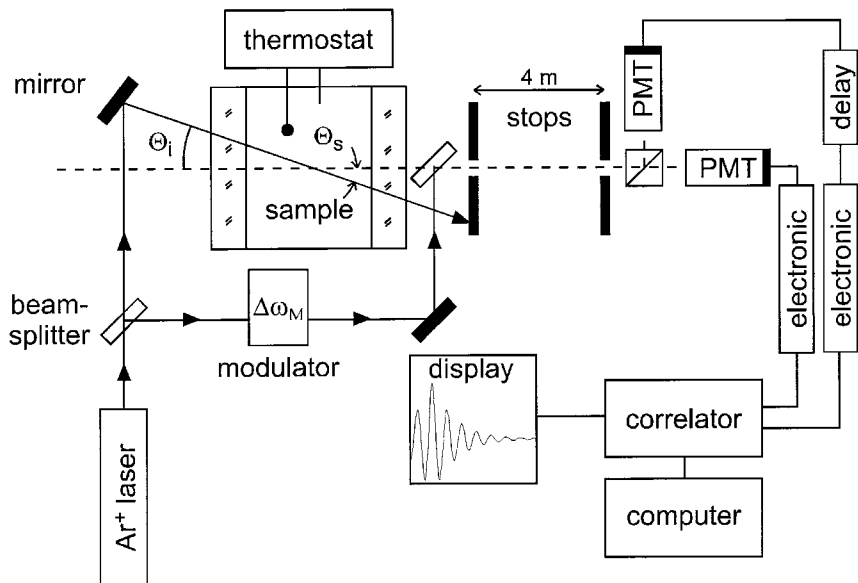 thermostat
mirror
Θi
Θs
sample
4 m
stops
PMT
delay
PMT
electronic
electronic
beam-
splitter
ΔωM
modulator
display
correlator
computer
Ar+ laser